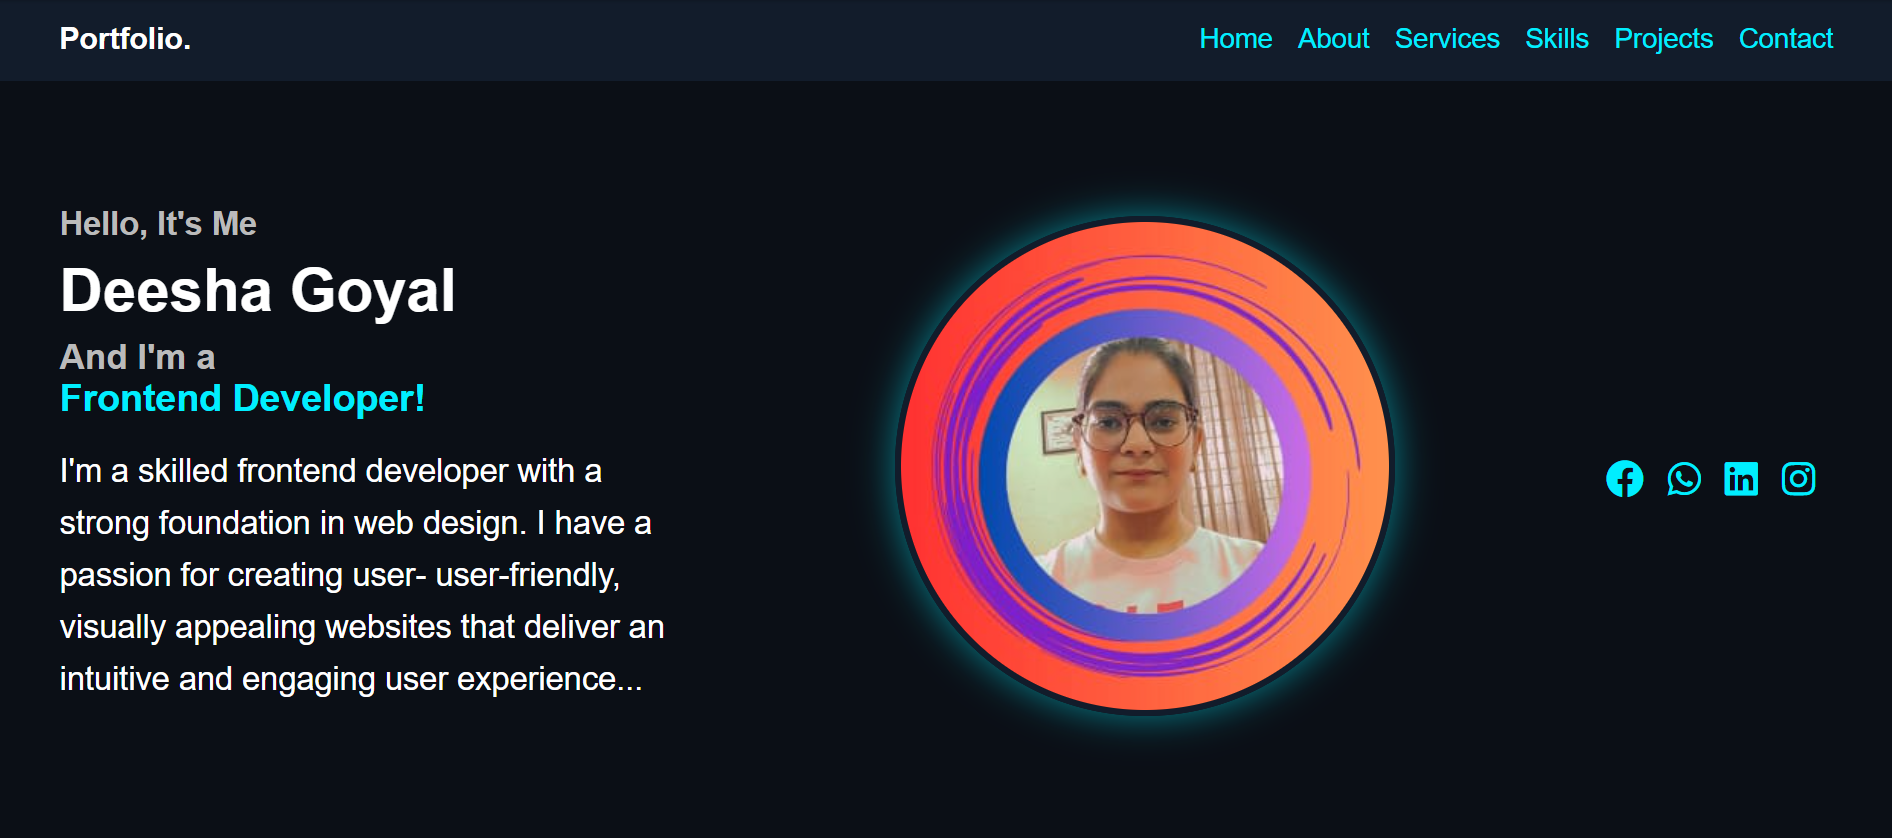 Portfolio.
Home About Services Skills Projects Contact
Hello, It's Me
Deesha Goyal
And I'm a
Frontend Developer!
I'm a skilled frontend developer with a
strong foundation in web design. I have a
passion for creating user- user-friendly,
visually appealing websites that deliver an
intuitive and engaging user experience...
in